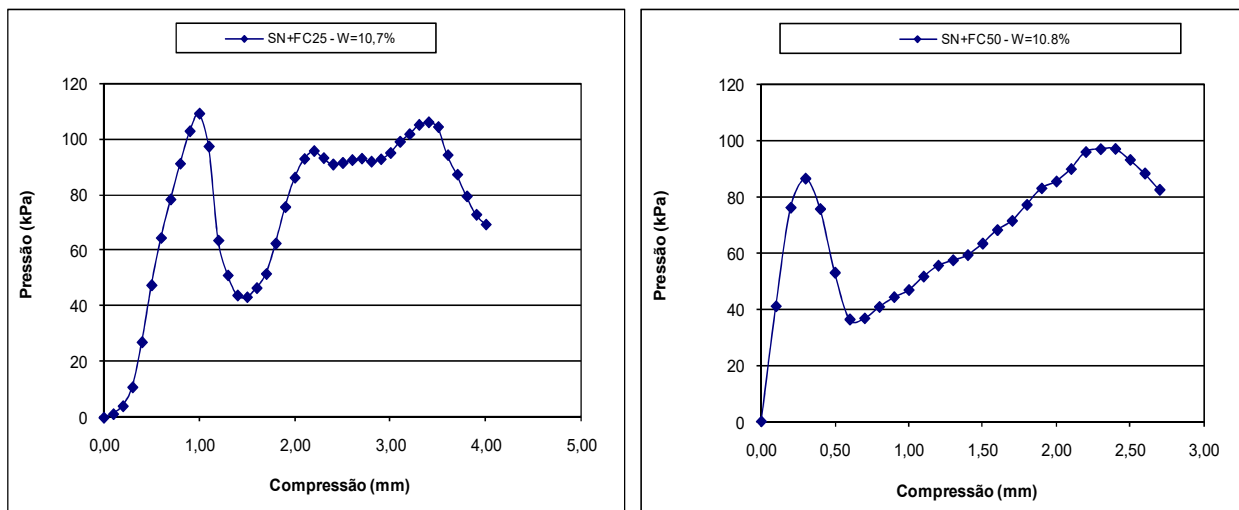 SN+FC25 - W=10,7%
120
100
80
60
40
20
0
Pressão (kPa)
0,00 1,00 2,00 3,00 4,00 5,00
Compressão (mm)
SN+FC50 - W=10.8%
120
100
80
60
40
20
0
Pressão (kPa)
0,00 0,50 1,00 1,50 2,00 2,50 3,00
Compressão (mm)